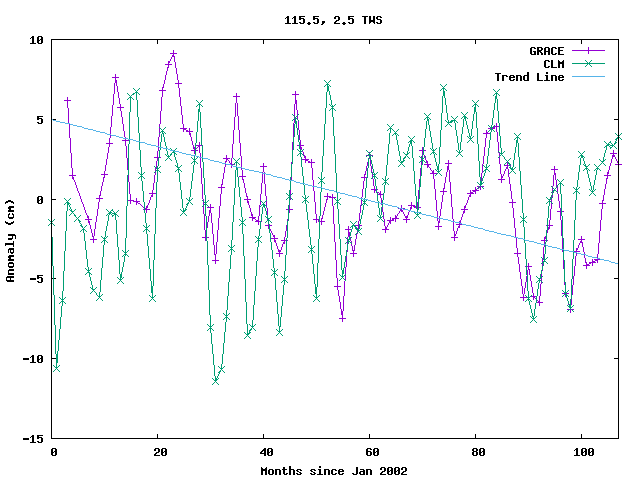 115.5, 2.5 TWS
GRACE
CLM
Trend Line
10
5
0
-5
-10
-15
Anomaly (cm)
0 20 40 60 80 100
Months since Jan 2002